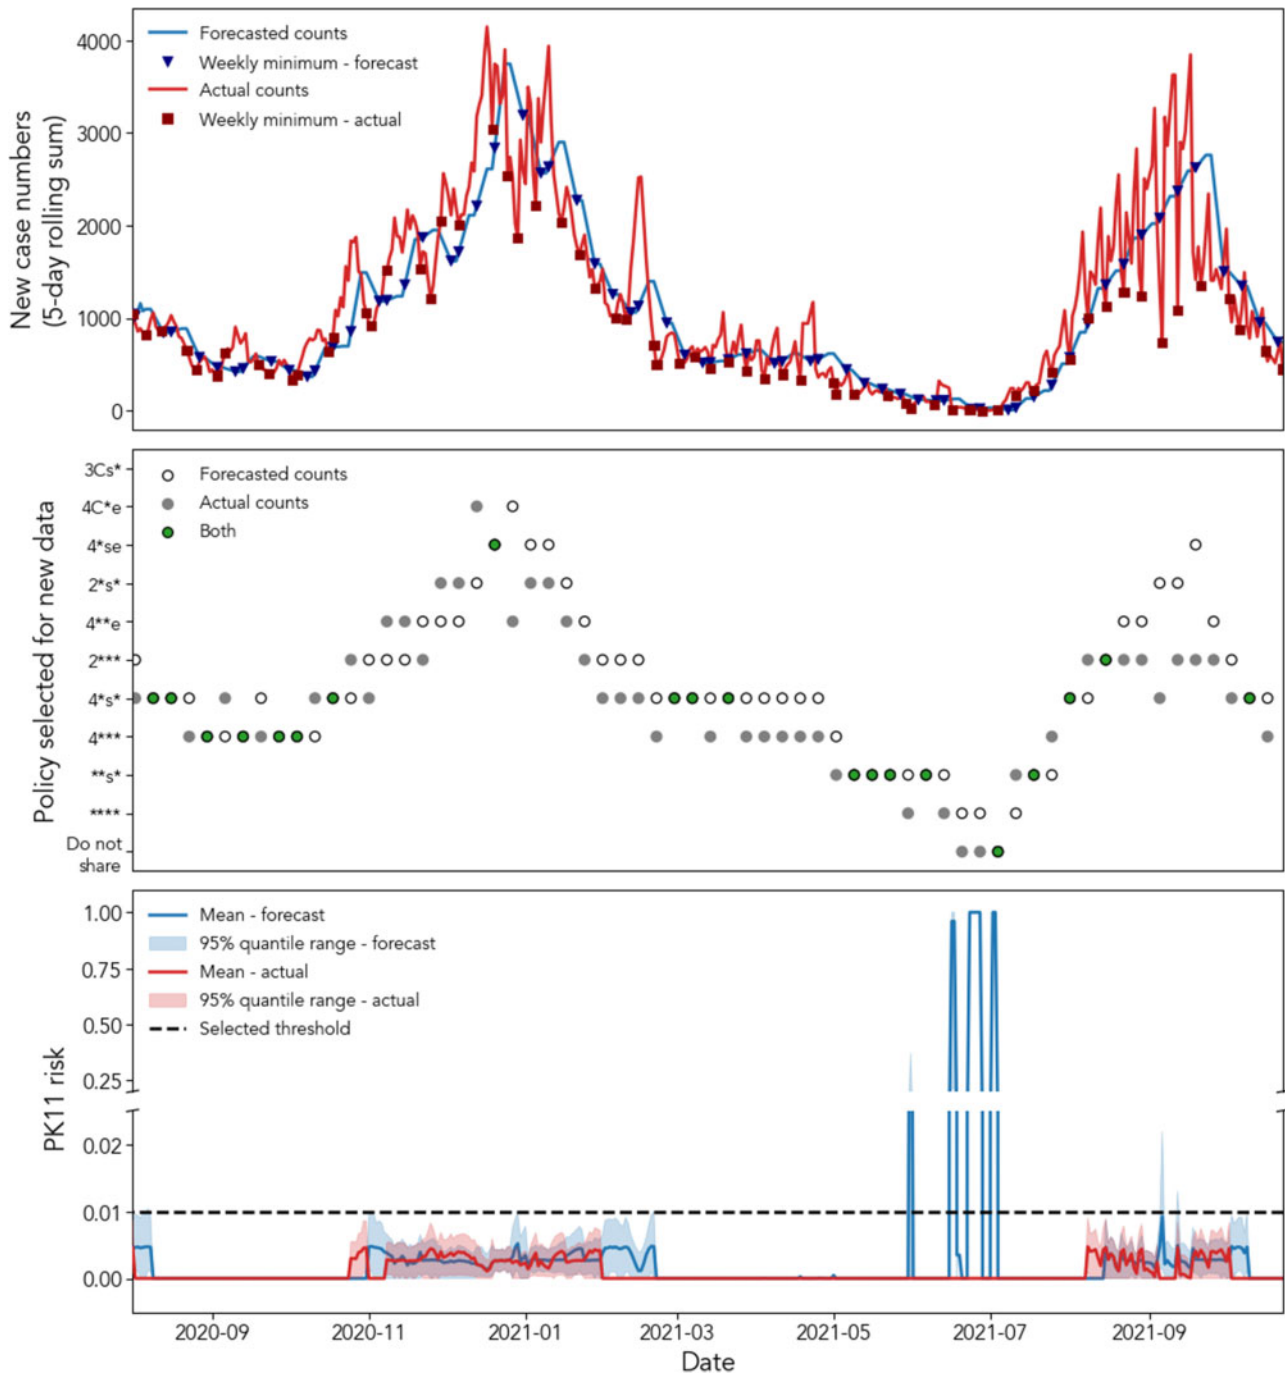 New case numbers
(5-day rolling sum)
4000
3000
2000
1000
0
Forecasted counts
Weekly minimum - forecast
Actual counts
Weekly minimum - actual
Policy selected for new data
3Cs*
4C*e
4*se
2*s*
4**e
2***
4*s*
4***
**s*
****
Do not
share
Forecasted counts
Actual counts
Both
PK11 risk
1.00
0.75
0.50
0.25
0.02
0.01
0.00
Mean - forecast
95% quantile range - forecast
Mean - actual
95% quantile range - actual
Selected threshold
2020-09
2020-11
2021-01
2021-03
2021-05
2021-07
2021-09
Date